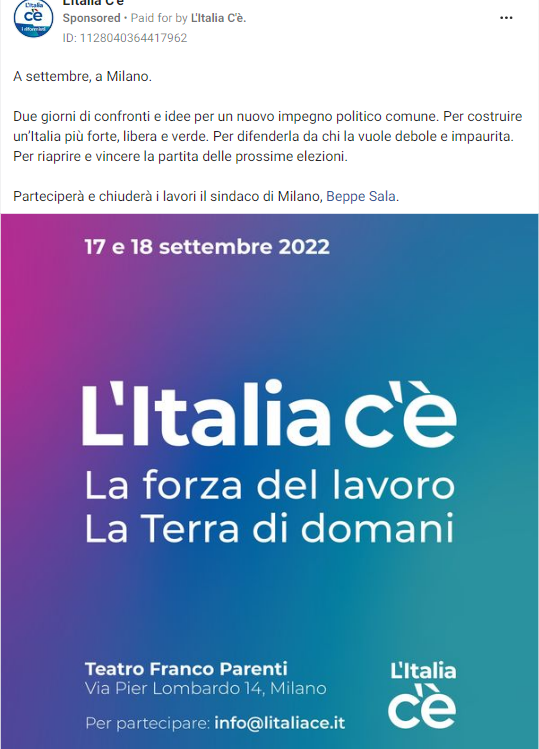 L'Italia C'è
Sponsored • Paid for by L'Italia C'è.
ID: 1128040364417962
A settembre, a Milano.
Due giorni di confronti e idee per un nuovo impegno politico comune. Per costruire
un'Italia più forte, libera e verde. Per difenderla da chi la vuole debole e impaurita.
Per riaprire e vincere la partita delle prossime elezioni.
Parteciperà e chiuderà i lavori il sindaco di Milano, Beppe Sala.
17 e 18 settembre 2022
L'Italia c'è
La forza del lavoro
La Terra di domani
Teatro Franco Parenti
Via Pier Lombardo 14, Milano
Per partecipare: info@litaliace.it
L'Italia
c'è